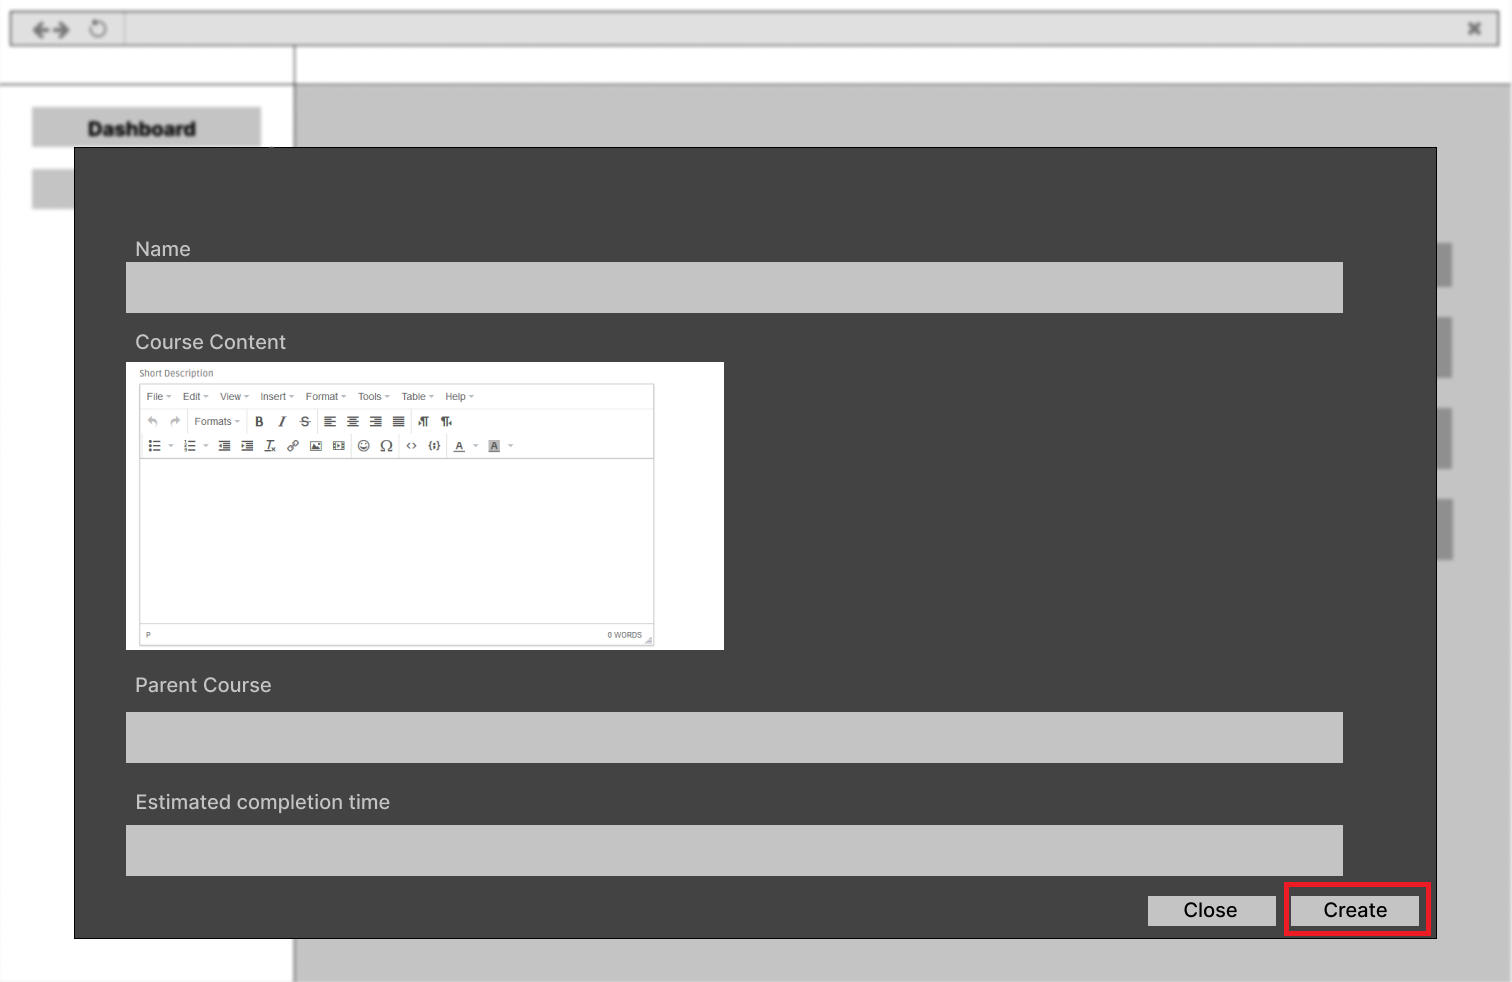 Dashboard
Name
Course Content
Short Description
File Edit View Insert Format Tools Table Help
Formats B I S
A A
P 0 WORDS
Parent Course
Estimated completion time
Close Create